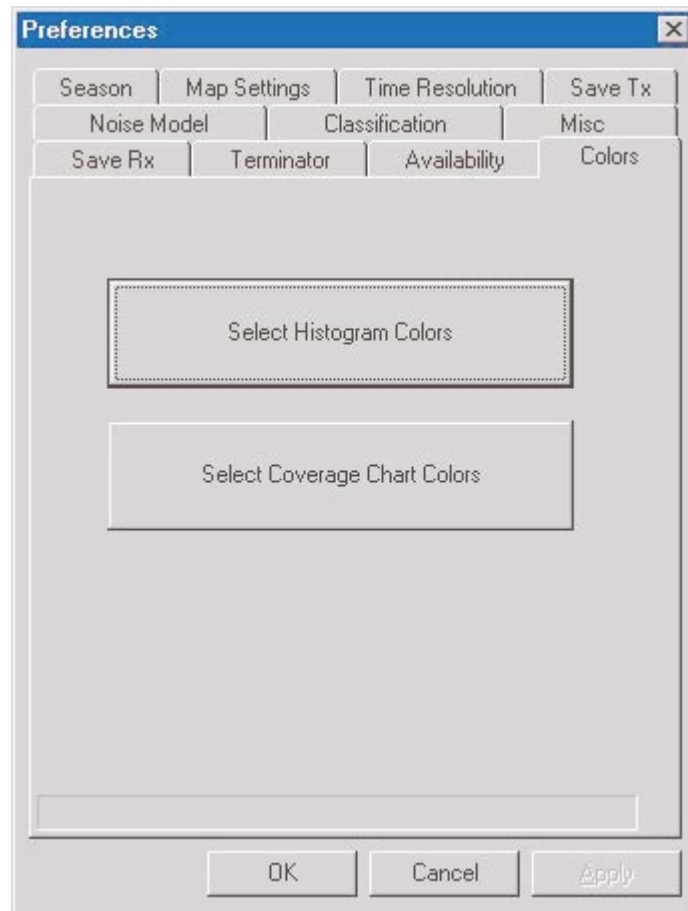 Preferences
Season Map Settings Time Resolution Save Tx
Noise Model Classification Misc
Save Rx Terminator Availability Colors
Select Histogram Colors
Select Coverage Chart Colors
OK Cancel Apply